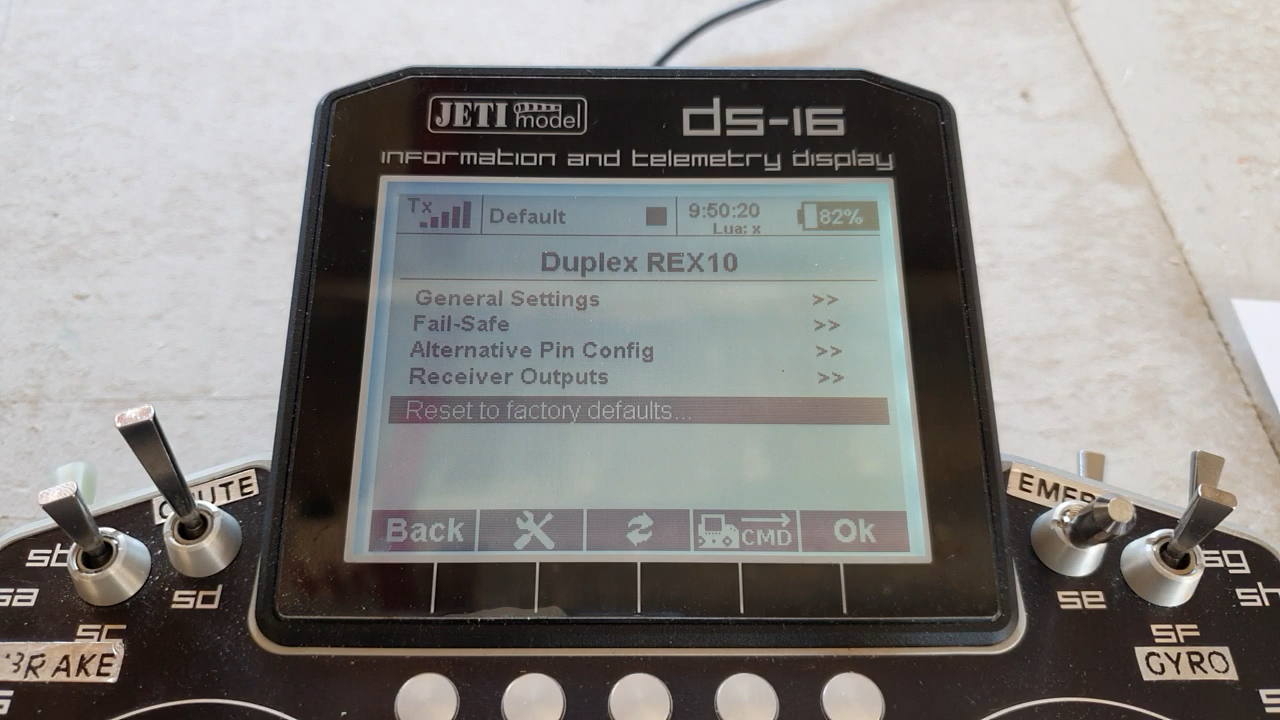 JETI model
ds-16
information and telemetry display
Tx Default 9:50:20 82%
Lua: x
Duplex REX10
General Settings >>
Fail-Safe >>
Alternative Pin Config >>
Receiver Outputs >>
Reset to factory defaults...
Back CMD Ok
sb
sa
sd
sc
BRAKE
se
sg
sh
SF
GYRO